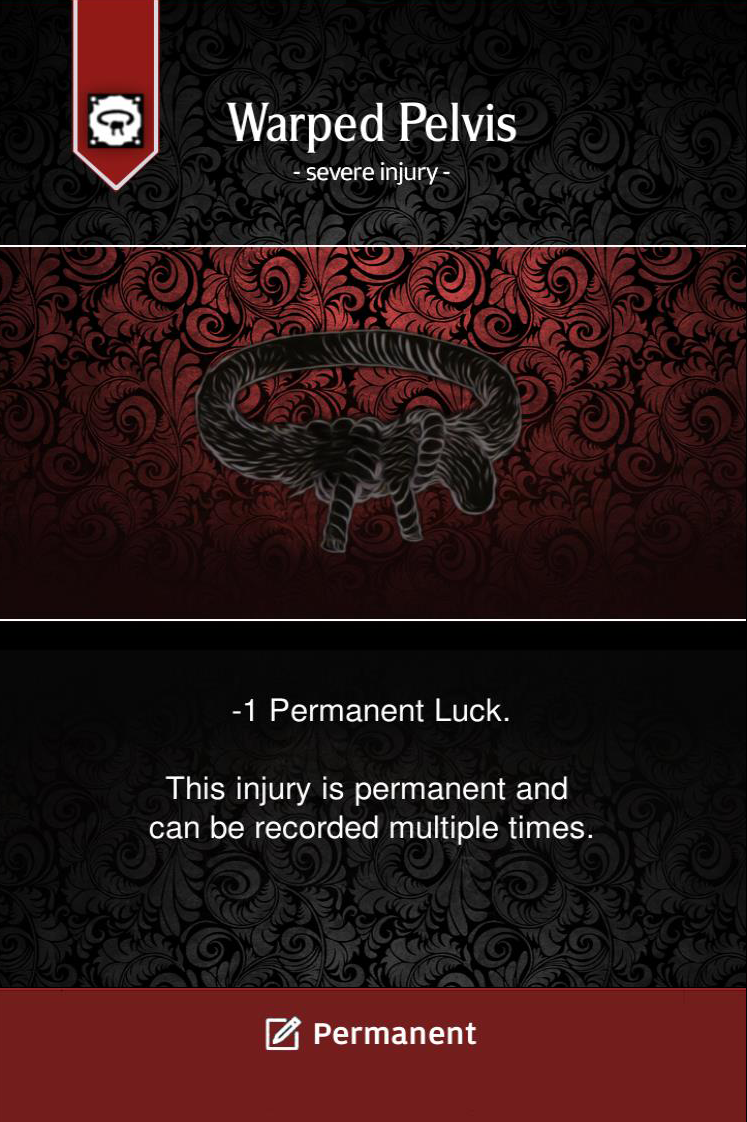 Warped Pelvis
- severe injury -
-1 Permanent Luck.
This injury is permanent and
can be recorded multiple times.
Permanent